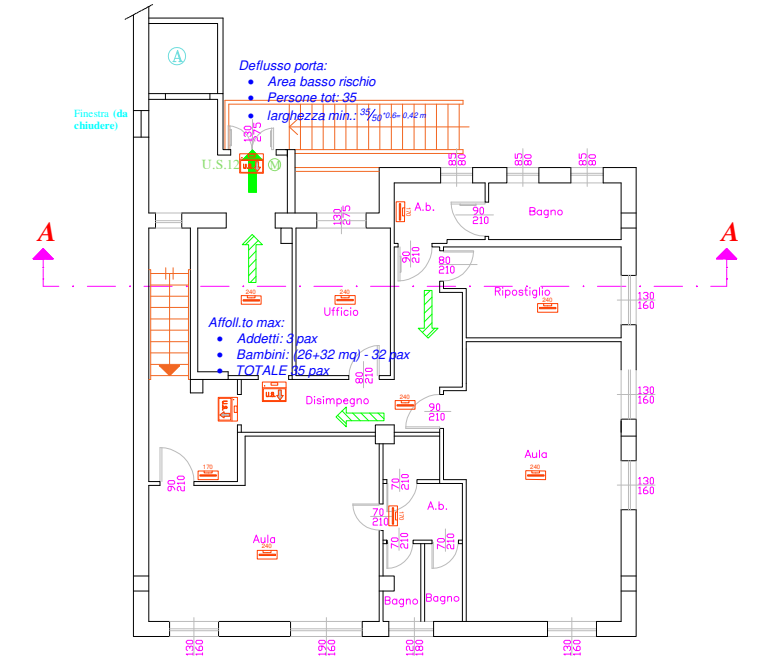 A
Deflusso porta:
• Area basso rischio
• Persone tot: 35
• larghezza min.: 35/50*0.6= 0,42 m
Finestra (da
chiudere)
130
275
U.S.12
M
85
80
85
80
85
80
A.b.
170
90
210
Bagno
130
275
A
A
90
210
80
210
Ripostiglio
240
130
160
240
240
Ufficio
Affoll.to max:
• Addetti: 3 pax
• Bambini: (26+32 mq) - 32 pax
• TOTALE 35 pax
80
210
Disimpegno
240
90
210
130
160
Aula
240
130
160
170
90
210
70
210
A.b.
170
70
210
Aula
240
70
210
70
210
Bagno
Bagno
130
160
190
160
120
80
130
160